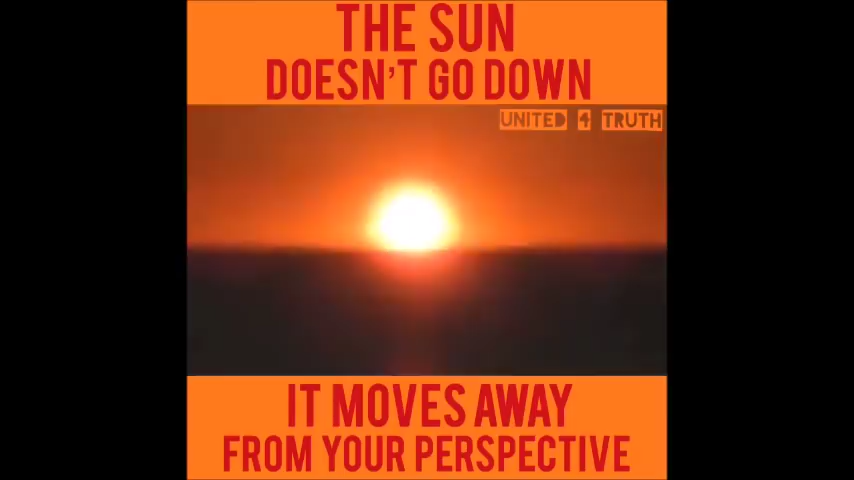 THE SUN
DOESN'T GO DOWN
UNITED 4 TRUTH
IT MOVES AWAY
FROM YOUR PERSPECTIVE